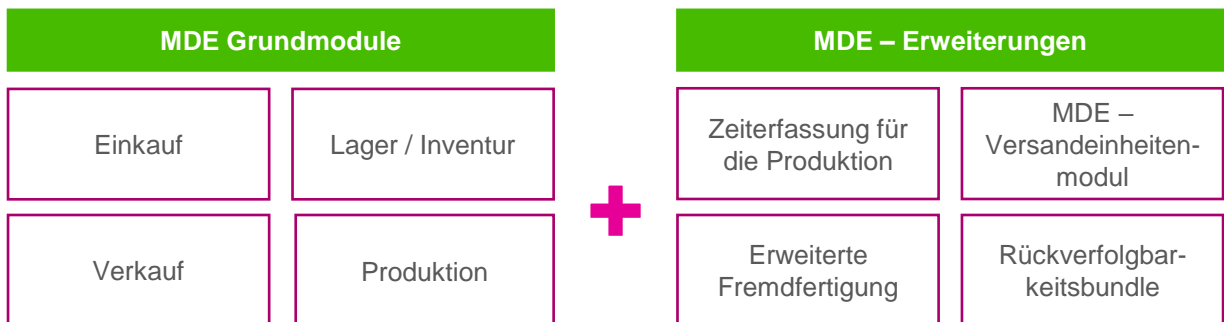 MDE Grundmodule
Einkauf
Lager / Inventur
Verkauf
Produktion
MDE – Erweiterungen
Zeiterfassung für
die Produktion
MDE –
Versandeinheiten-
modul
Erweiterte
Fremdfertigung
Rückverfolgbar-
keitsbundle